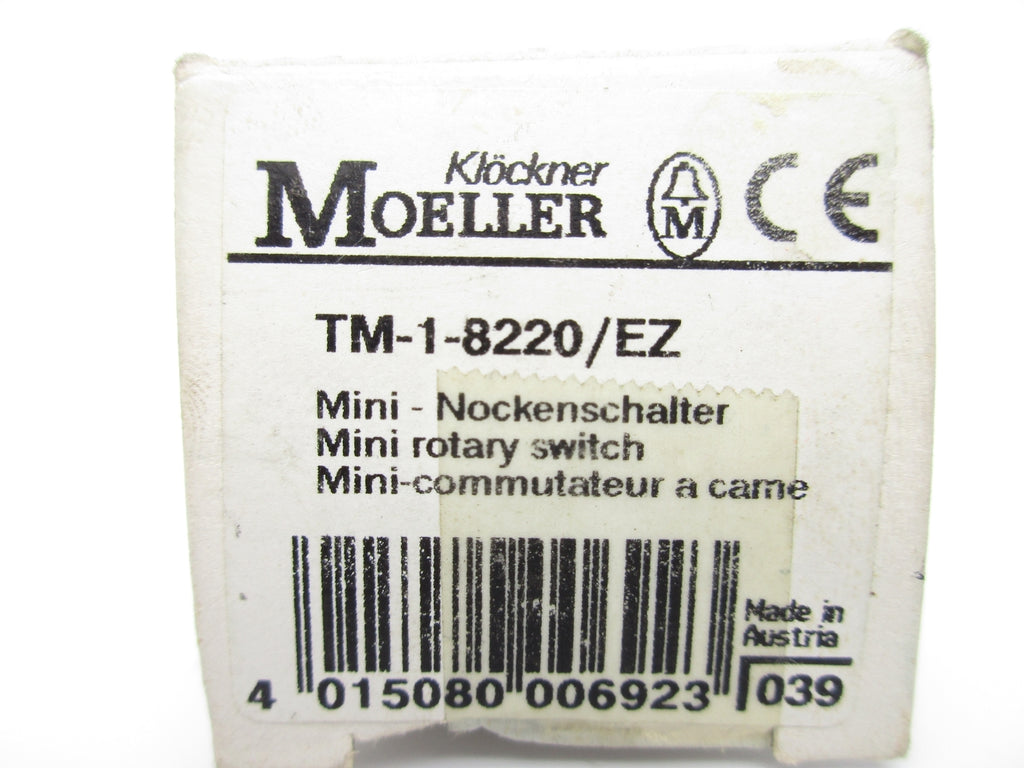 Klöckner
MOELLER
M
CE
TM-1-8220/EZ
Mini - Nockenschalter
Mini rotary switch
Mini-commutateur a came
Made in
Austria
4 015080 006923 039